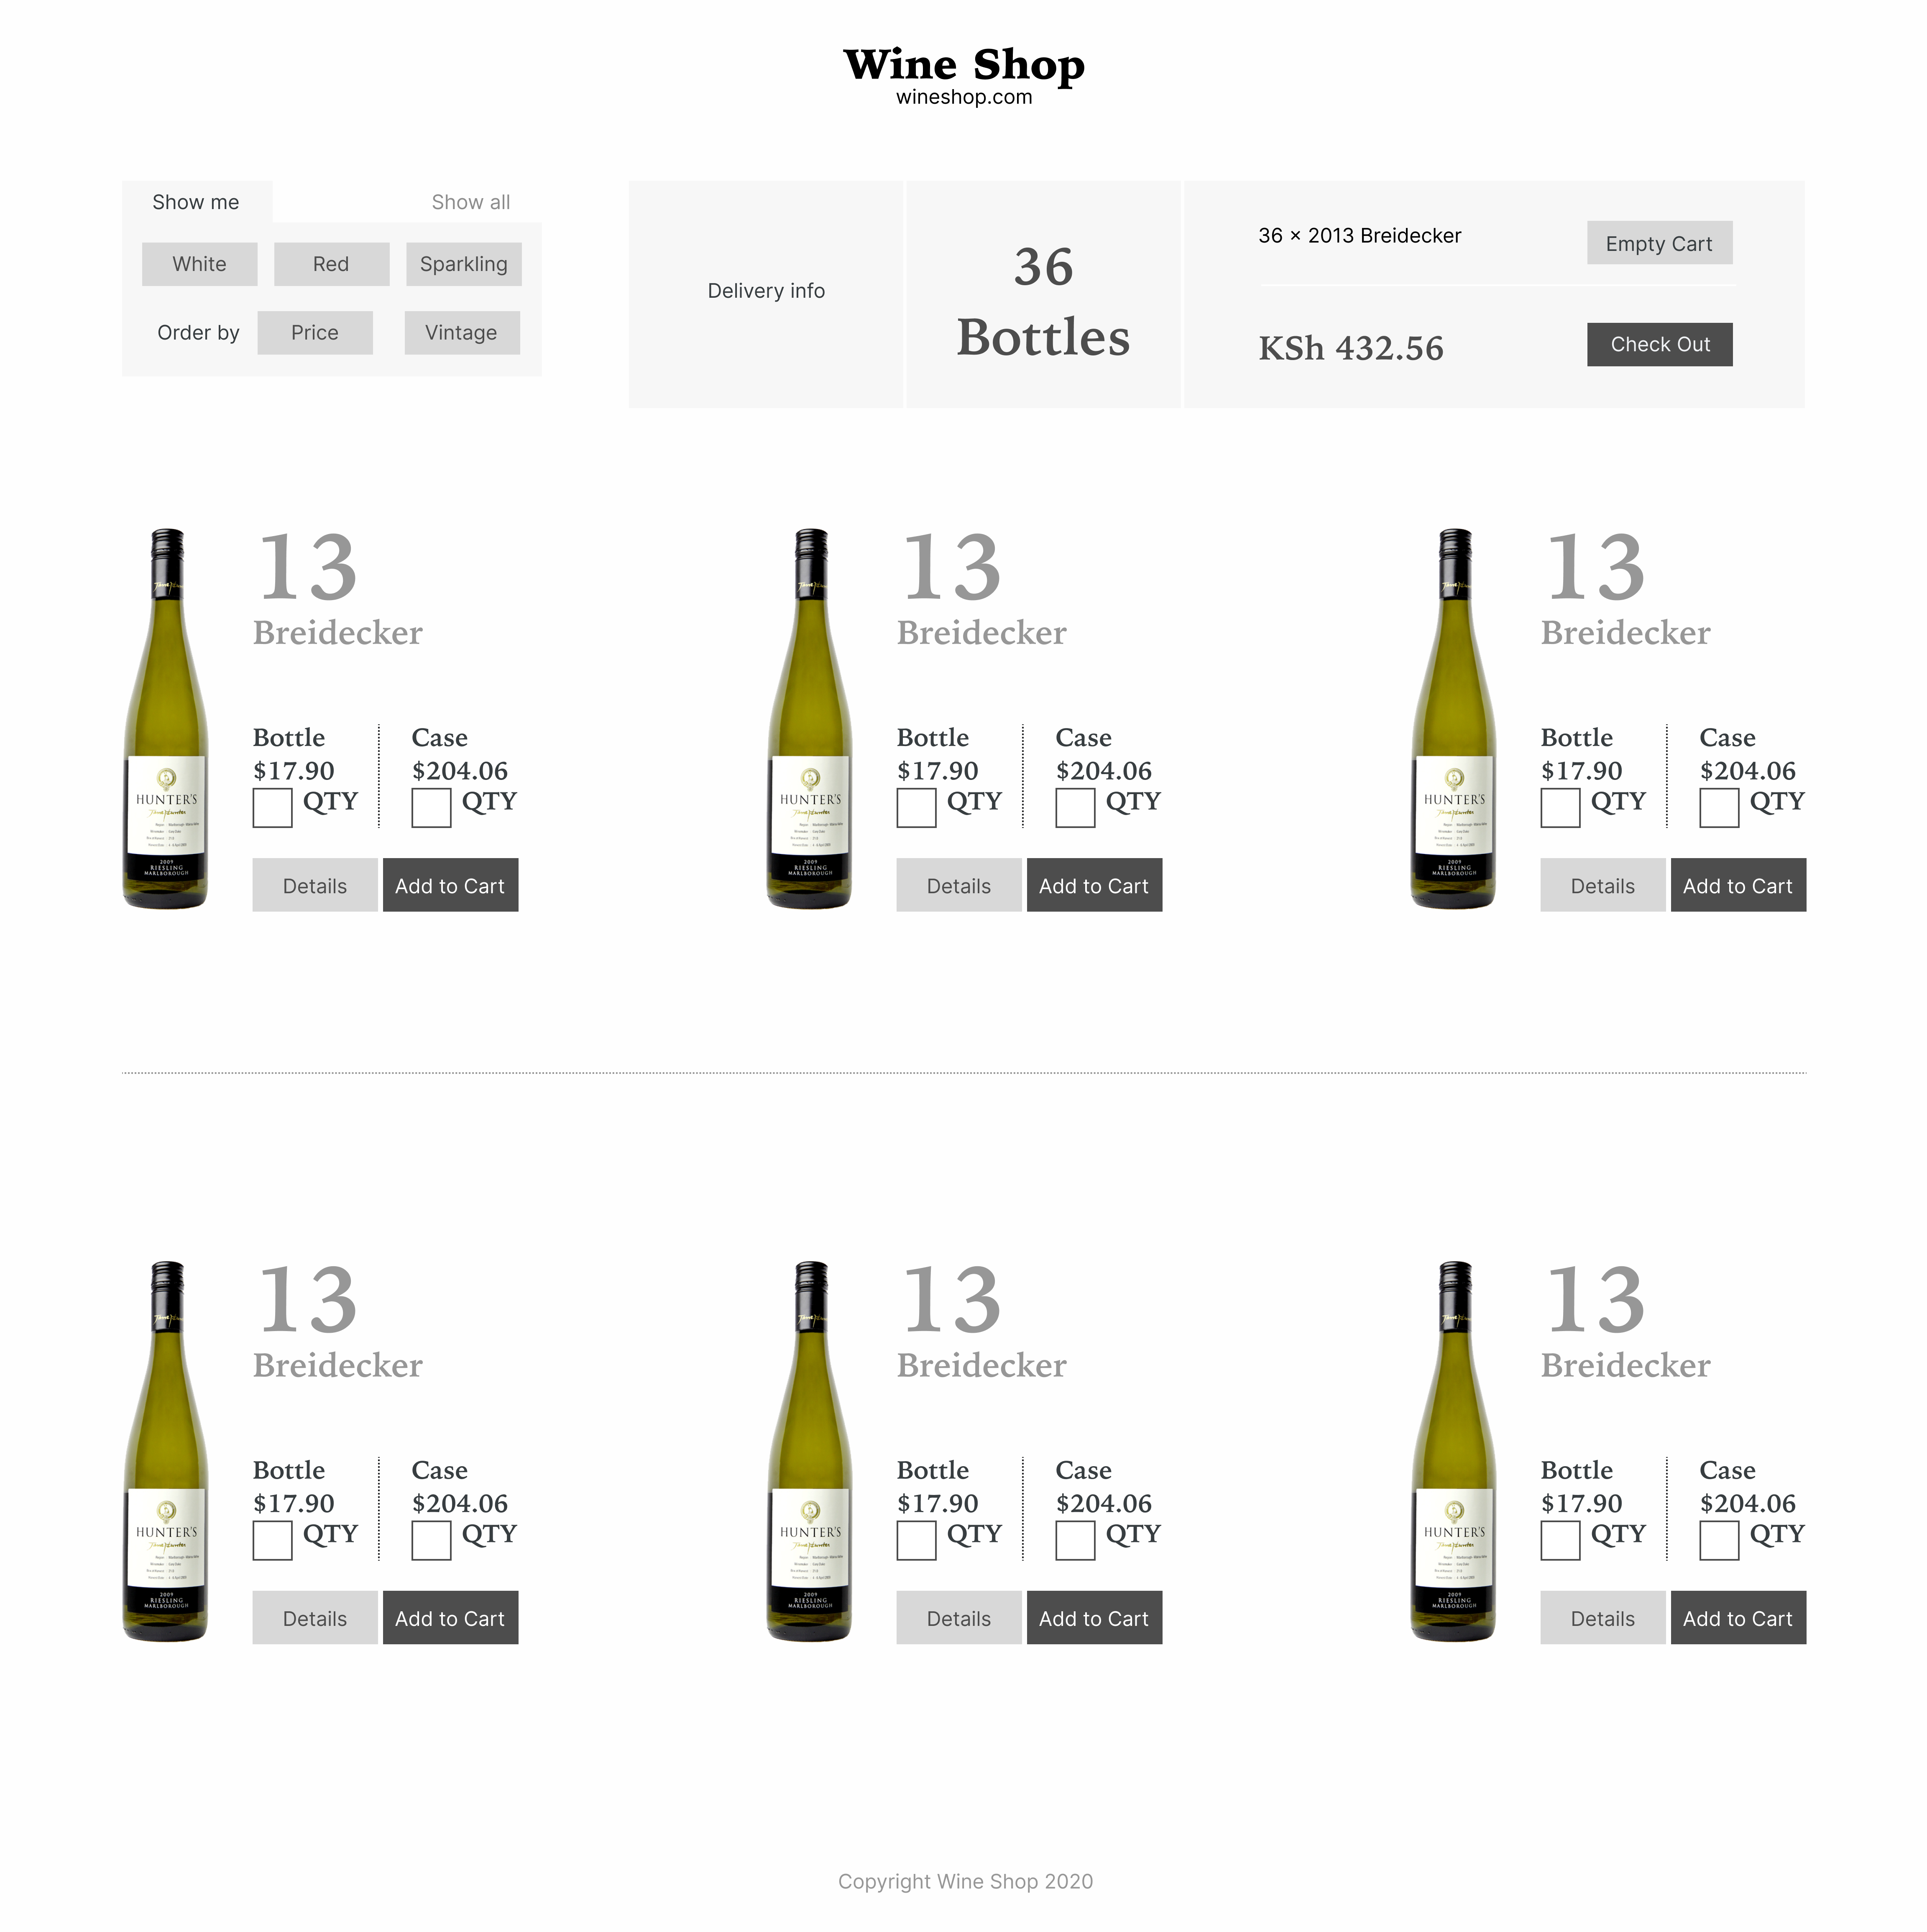 Wine Shop
wineshop.com
Show me
Show all
White
Red
Sparkling
Order by
Price
Vintage
Delivery info
36
Bottles
36 × 2013 Breidecker
Empty Cart
KSh 432.56
Check Out
HUNTER'S
2009
RIESLING
MARLBOROUGH
13
Breidecker
Bottle
$17.90
QTY
Case
$204.06
QTY
Details
Add to Cart
HUNTER'S
2009
RIESLING
MARLBOROUGH
13
Breidecker
Bottle
$17.90
QTY
Case
$204.06
QTY
Details
Add to Cart
HUNTER'S
2009
RIESLING
MARLBOROUGH
13
Breidecker
Bottle
$17.90
QTY
Case
$204.06
QTY
Details
Add to Cart
HUNTER'S
2009
RIESLING
MARLBOROUGH
13
Breidecker
Bottle
$17.90
QTY
Case
$204.06
QTY
Details
Add to Cart
HUNTER'S
2009
RIESLING
MARLBOROUGH
13
Breidecker
Bottle
$17.90
QTY
Case
$204.06
QTY
Details
Add to Cart
HUNTER'S
2009
RIESLING
MARLBOROUGH
13
Breidecker
Bottle
$17.90
QTY
Case
$204.06
QTY
Details
Add to Cart
Copyright Wine Shop 2020